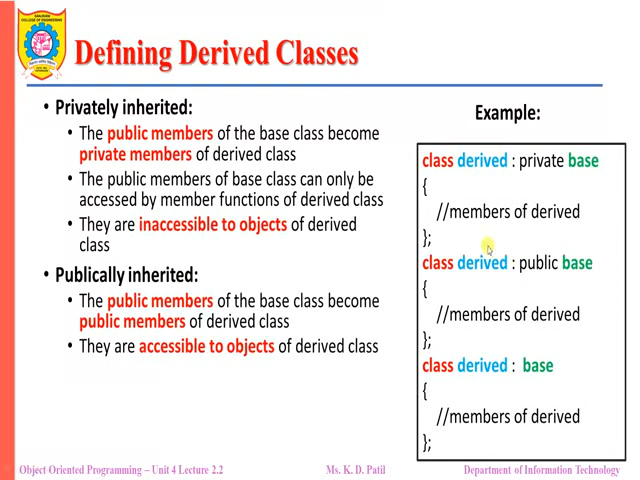 Defining Derived Classes
• Privately inherited:
• The public members of the base class become
private members of derived class
• The public members of base class can only be
accessed by member functions of derived class
• They are inaccessible to objects of derived
class
• Publically inherited:
• The public members of the base class become
public members of derived class
• They are accessible to objects of derived class
Example:
class derived : private base
{
//members of derived
};
class derived : public base
{
//members of derived
};
class derived : base
{
//members of derived
};
Object Oriented Programming – Unit 4 Lecture 2.2
Ms. K. D. Patil
Department of Information Technology